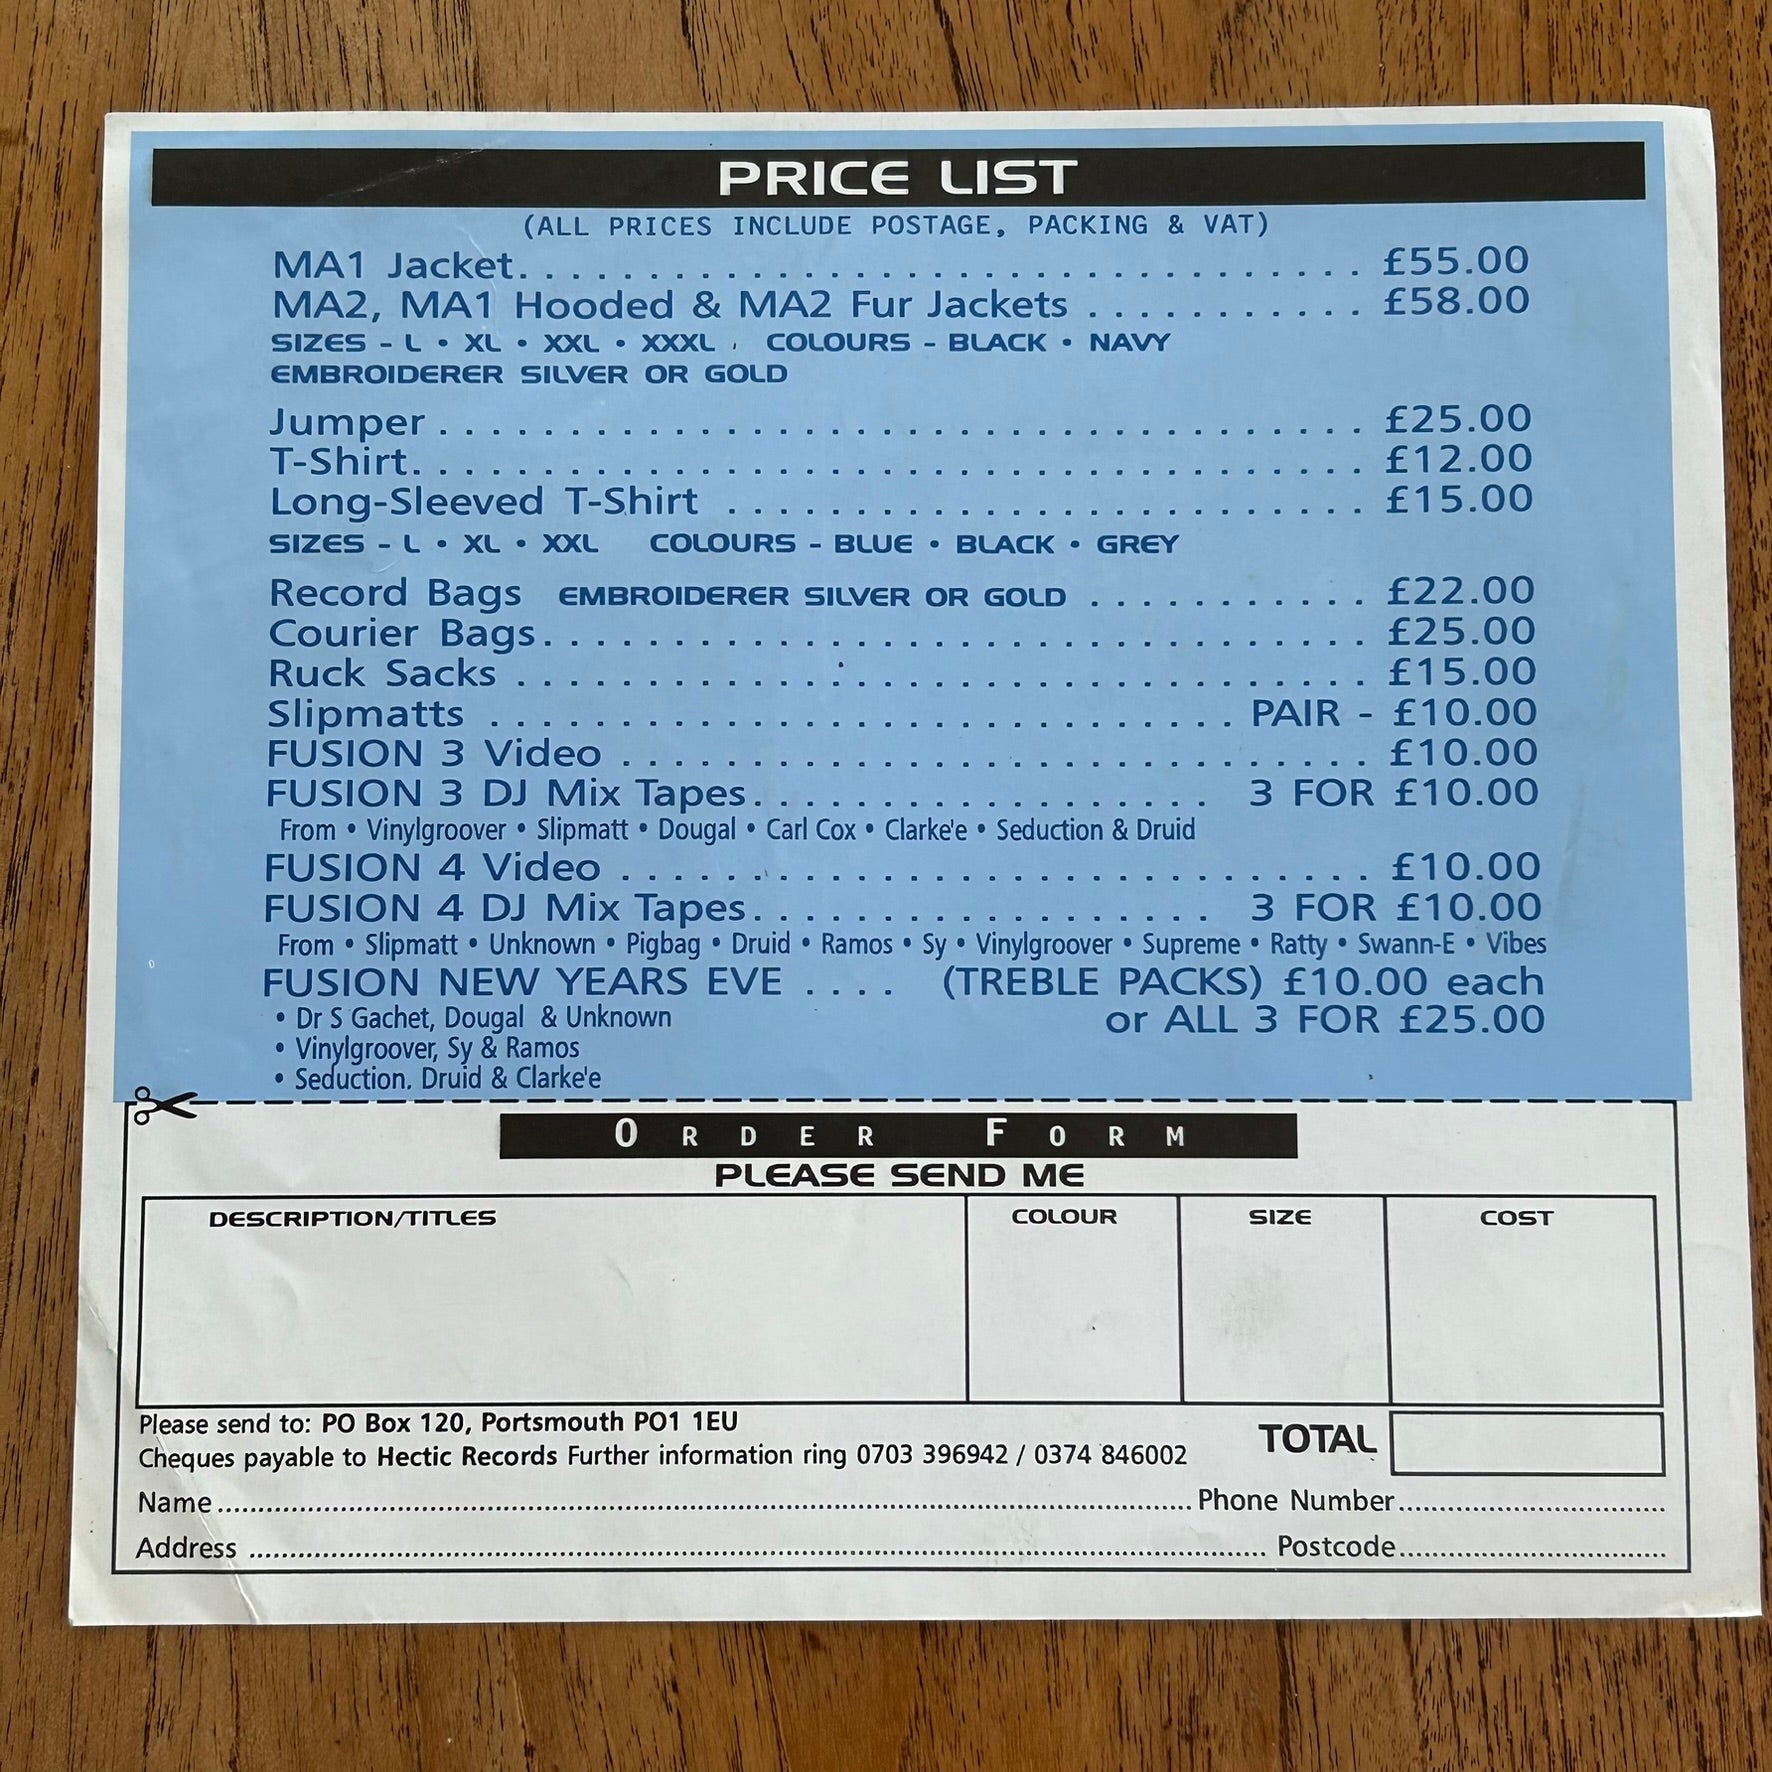 PRICE LIST
(ALL PRICES INCLUDE POSTAGE, PACKING & VAT)
MA1 Jacket. . . . . . . . . . . . . . . . . . . . . . . . . . . . . . . . £55.00
MA2, MA1 Hooded & MA2 Fur Jackets . . . . . . . . . . . £58.00
SIZES - L • XL • XXL • XXXL , COLOURS - BLACK • NAVY
EMBROIDERER SILVER OR GOLD
Jumper . . . . . . . . . . . . . . . . . . . . . . . . . . . . . . . . . . . £25.00
T-Shirt. . . . . . . . . . . . . . . . . . . . . . . . . . . . . . . . . . . . £12.00
Long-Sleeved T-Shirt . . . . . . . . . . . . . . . . . . . . . . . . £15.00
SIZES - L • XL • XXL COLOURS - BLUE • BLACK • GREY
Record Bags EMBROIDERER SILVER OR GOLD . . . . . . . . . . . £22.00
Courier Bags. . . . . . . . . . . . . . . . . . . . . . . . . . . . . . . £25.00
Ruck Sacks . . . . . . . . . . . . . . . . . . . . . . . . . . . . . . . . £15.00
Slipmatts . . . . . . . . . . . . . . . . . . . . . . . . . . . . PAIR - £10.00
FUSION 3 Video . . . . . . . . . . . . . . . . . . . . . . . . . . . . £10.00
FUSION 3 DJ Mix Tapes. . . . . . . . . . . . . . . . . . 3 FOR £10.00
From • Vinylgroover • Slipmatt • Dougal • Carl Cox • Clarke'e • Seduction & Druid
FUSION 4 Video . . . . . . . . . . . . . . . . . . . . . . . . . . . . £10.00
FUSION 4 DJ Mix Tapes. . . . . . . . . . . . . . . . . . 3 FOR £10.00
From • Slipmatt • Unknown • Pigbag • Druid • Ramos • Sy • Vinylgroover • Supreme • Ratty • Swann-E • Vibes
FUSION NEW YEARS EVE . . . . (TREBLE PACKS) £10.00 each
• Dr S Gachet, Dougal & Unknown or ALL 3 FOR £25.00
• Vinylgroover, Sy & Ramos
• Seduction. Druid & Clarke'e
ORDER FORM
PLEASE SEND ME
DESCRIPTION/TITLES COLOUR SIZE COST
Please send to: PO Box 120, Portsmouth PO1 1EU
Cheques payable to Hectic Records Further information ring 0703 396942 / 0374 846002 TOTAL
Name.......... Phone Number..........
Address .......... Postcode..........